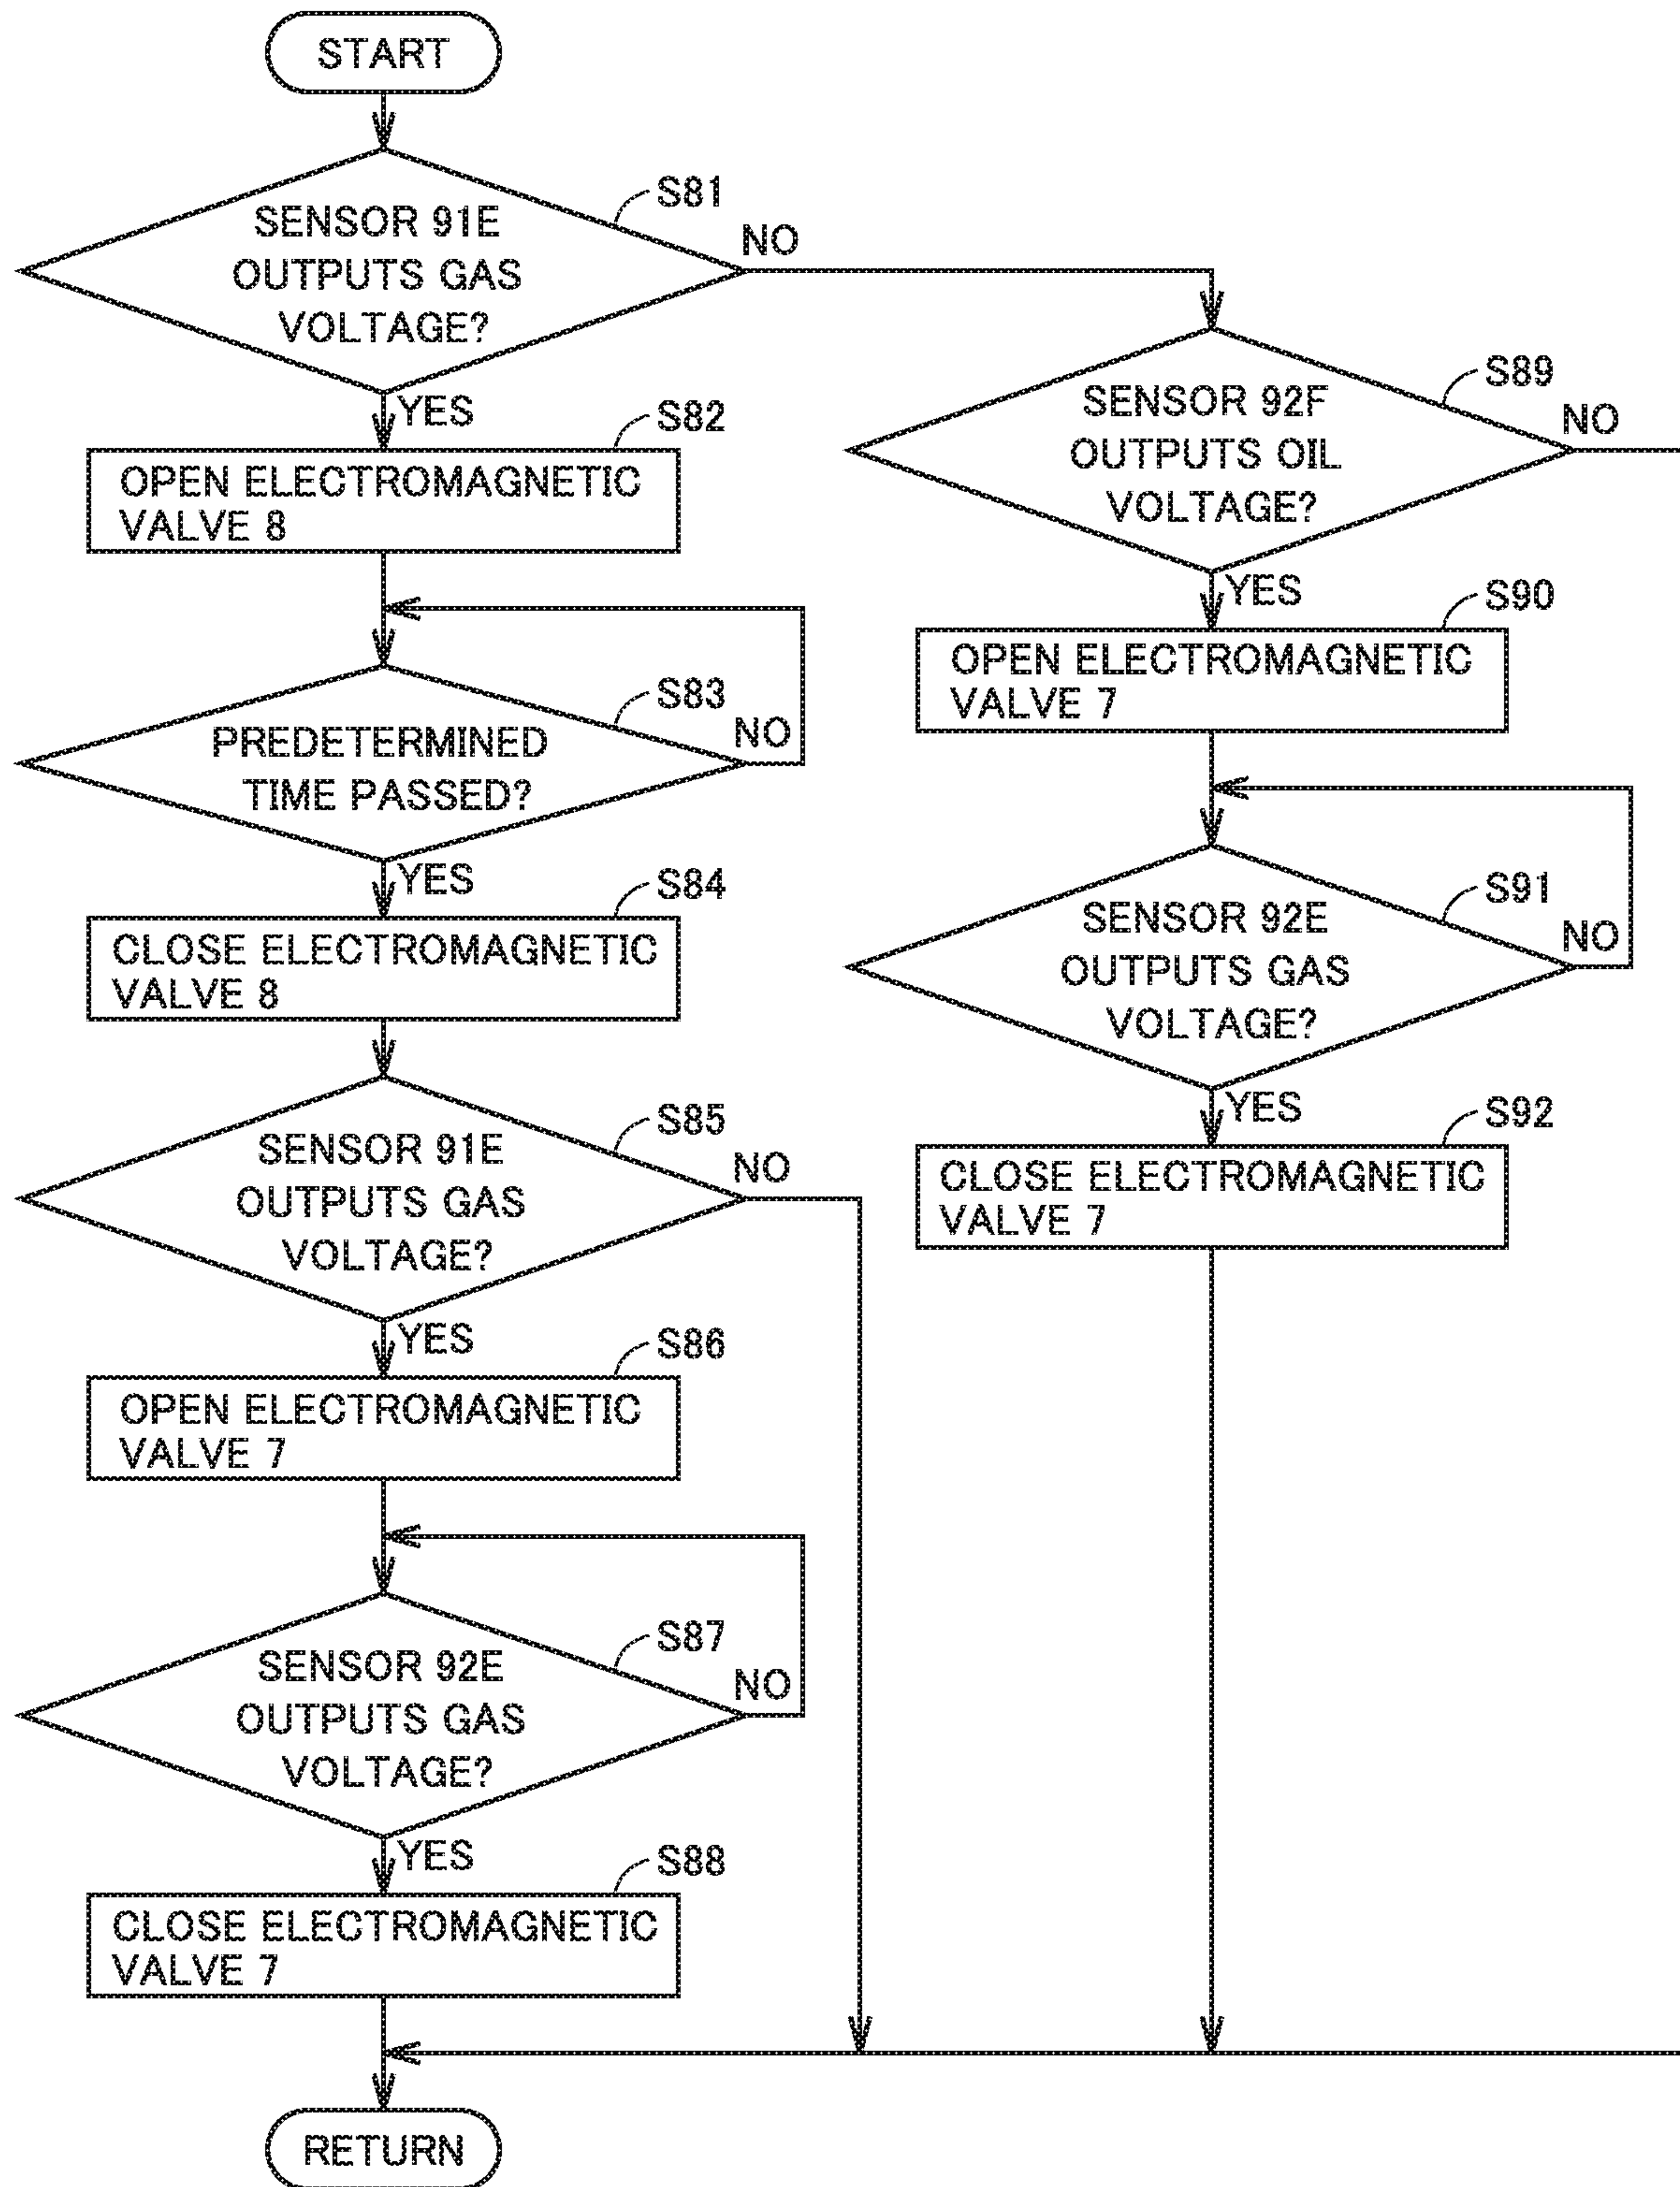 START
S81
SENSOR 91E
OUTPUTS GAS
VOLTAGE?
NO
YES
S82
OPEN ELECTROMAGNETIC
VALVE 8
S83
PREDETERMINED
TIME PASSED?
NO
YES
S84
CLOSE ELECTROMAGNETIC
VALVE 8
S85
SENSOR 91E
OUTPUTS GAS
VOLTAGE?
NO
YES
S86
OPEN ELECTROMAGNETIC
VALVE 7
S87
SENSOR 92E
OUTPUTS GAS
VOLTAGE?
NO
YES
S88
CLOSE ELECTROMAGNETIC
VALVE 7
RETURN
S89
SENSOR 92F
OUTPUTS OIL
VOLTAGE?
NO
YES
S90
OPEN ELECTROMAGNETIC
VALVE 7
S91
SENSOR 92E
OUTPUTS GAS
VOLTAGE?
NO
YES
S92
CLOSE ELECTROMAGNETIC
VALVE 7